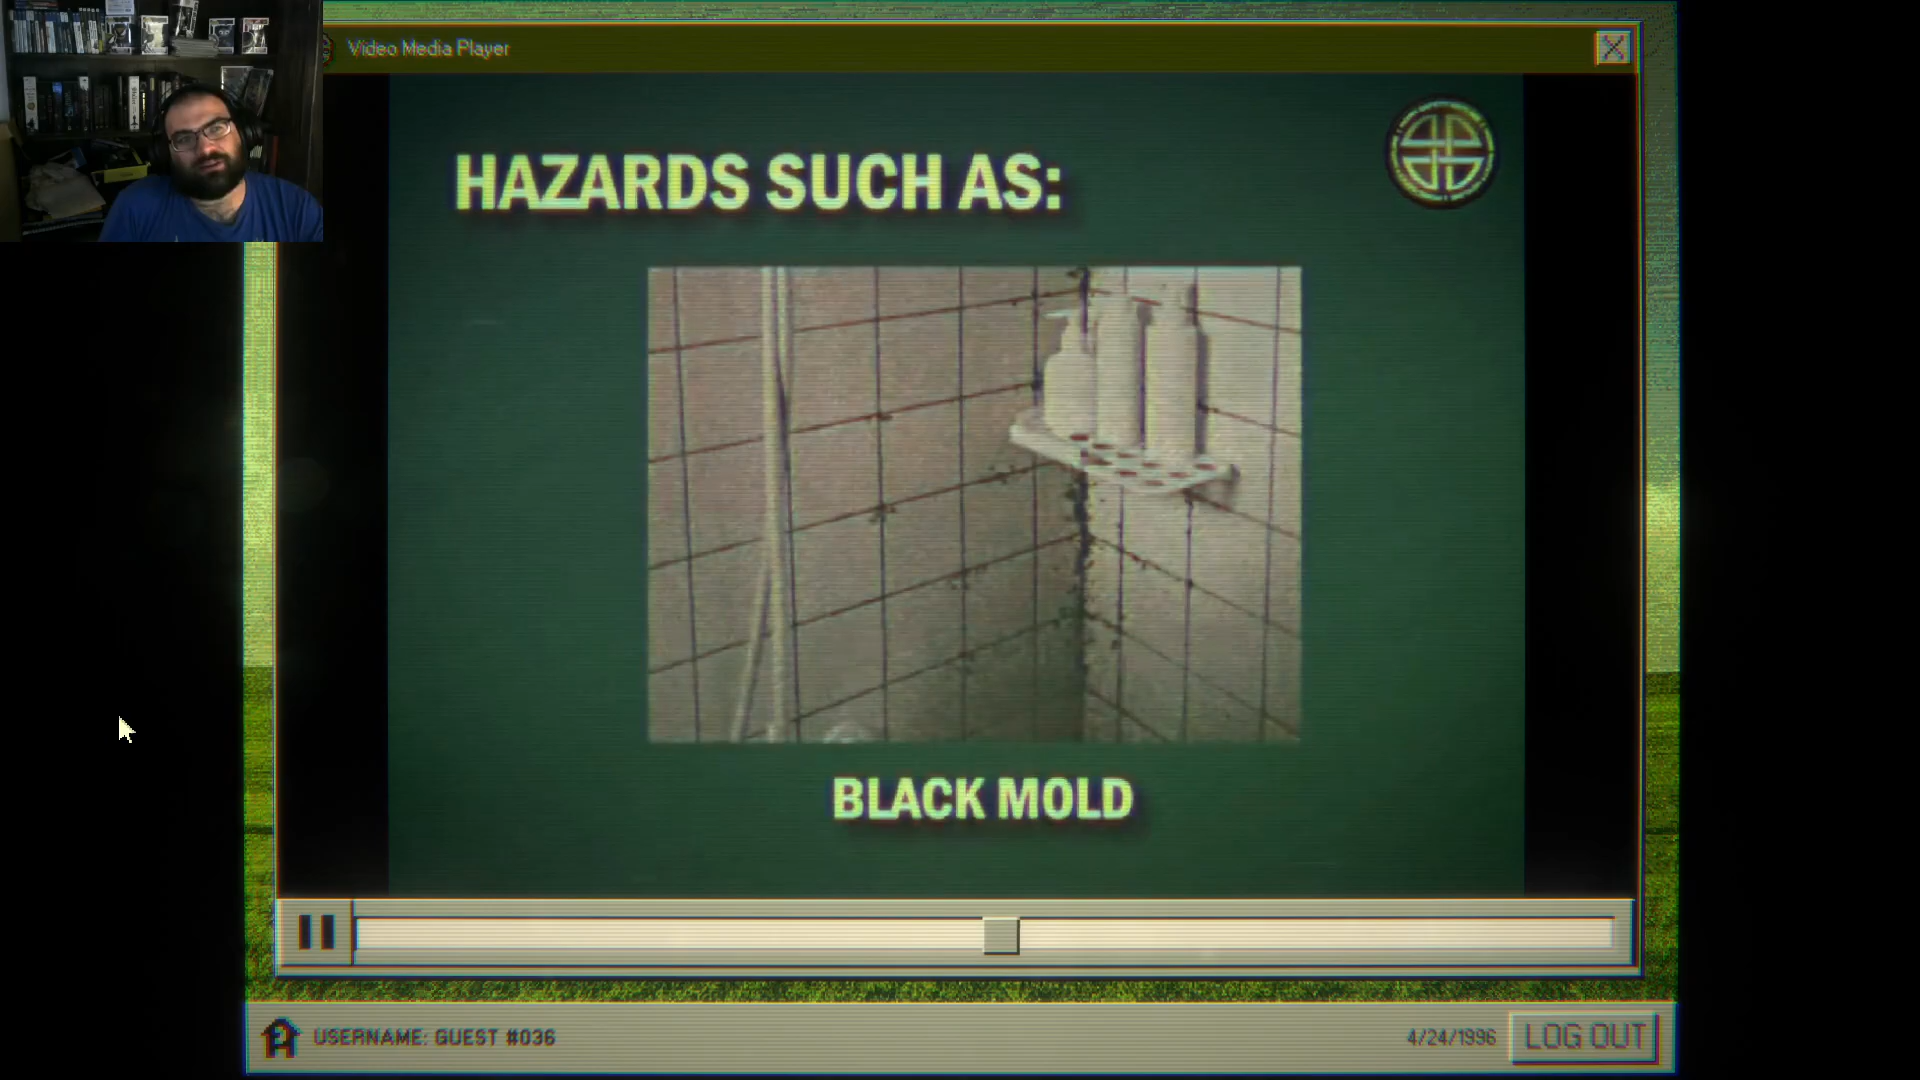 Video Media Player
HAZARDS SUCH AS:
BLACK MOLD
USERNAME: GUEST #036
4/24/1996
LOG OUT